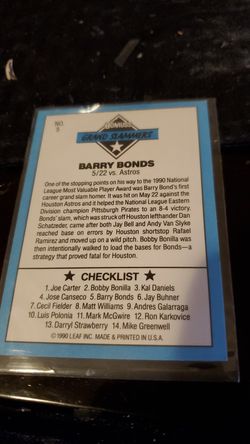 NO.
5
DONRUSS
GRAND SLAMMERS
BARRY BONDS
5/22 vs. Astros
One of the stopping points on his way to the 1990 National
League Most Valuable Player Award was Barry Bond's first
career grand slam homer. It was hit on May 22 against the
Houston Astros and it helped the National League Eastern
Division champion Pittsburgh Pirates to an 8-4 victory.
Bonds' slam, which was struck off Houston lefthander Dan
Schatzeder, came after both Jay Bell and Andy Van Slyke
reached base on errors by Houston shortstop Rafael
Ramirez and moved up on a wild pitch. Bobby Bonilla was
then intentionally walked to load the bases for Bonds—a
strategy that proved fatal for Houston.
★ CHECKLIST ★
1. Joe Carter 2. Bobby Bonilla 3. Kal Daniels
4. Jose Canseco 5. Barry Bonds 6. Jay Buhner
7. Cecil Fielder 8. Matt Williams 9. Andres Galarraga
10. Luis Polonia 11. Mark McGwire 12. Ron Karkovice
13. Darryl Strawberry 14. Mike Greenwell
©1990 LEAF INC. MADE & PRINTED IN U.S.A.